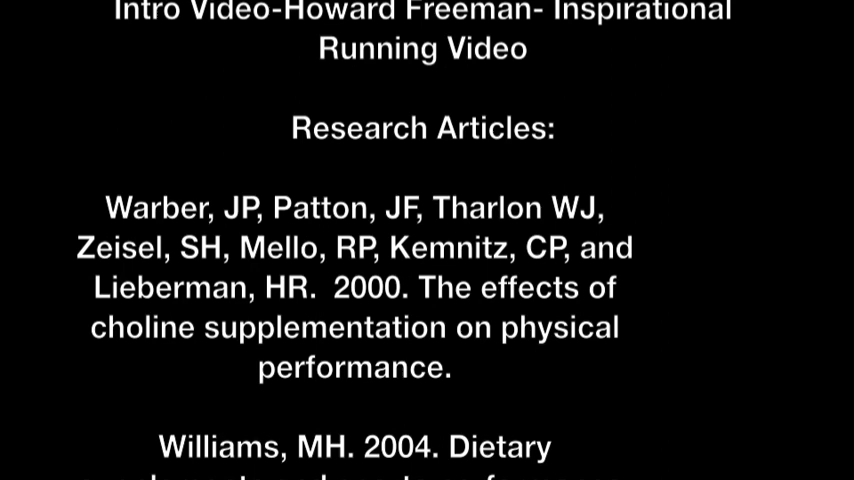 Intro Video-Howard Freeman- Inspirational
Running Video
Research Articles:
Warber, JP, Patton, JF, Tharlon WJ,
Zeisel, SH, Mello, RP, Kemnitz, CP, and
Lieberman, HR.  2000. The effects of
choline supplementation on physical
performance.
Williams, MH. 2004. Dietary